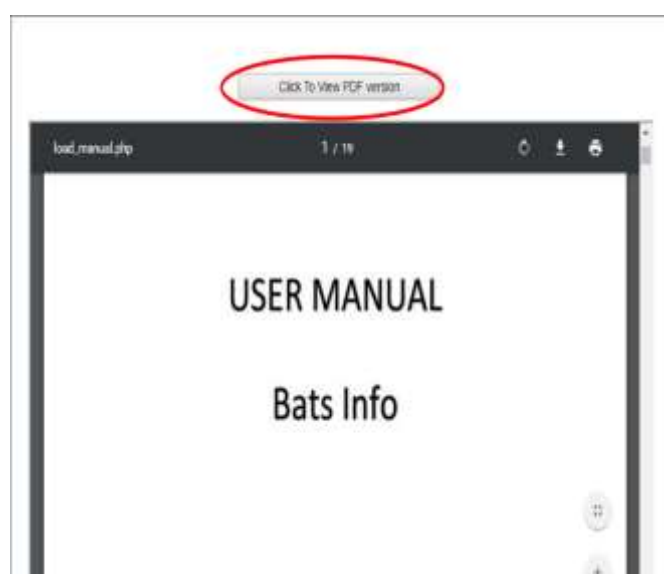 Click To View PDF version
load_manual.php 1 / 19
USER MANUAL
Bats Info